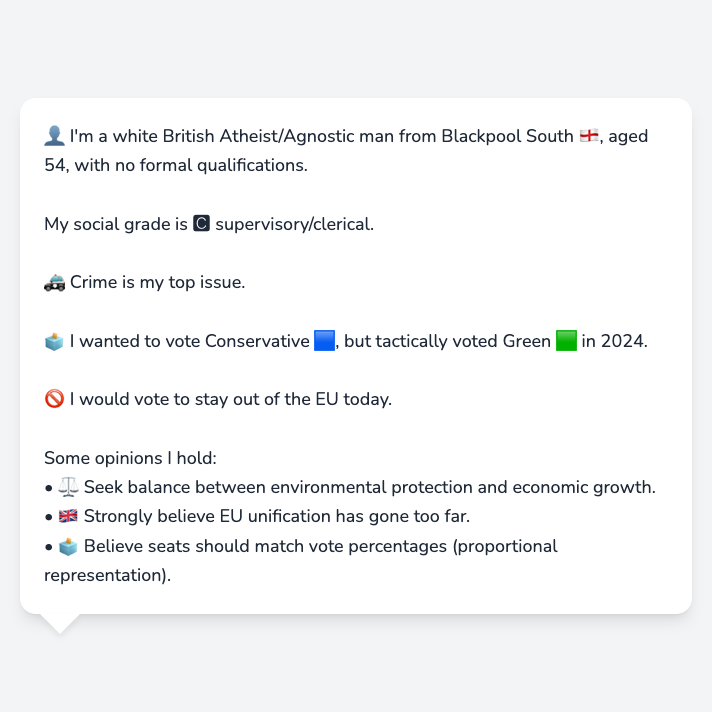 👤 I'm a white British Atheist/Agnostic man from Blackpool South 🏴󠁧󠁢󠁥󠁮󠁧󠁿, aged
54, with no formal qualifications.
My social grade is 🅲 supervisory/clerical.
🚓 Crime is my top issue.
🗳️ I wanted to vote Conservative 🟦, but tactically voted Green 🟩 in 2024.
🚫 I would vote to stay out of the EU today.
Some opinions I hold:
• ⚖️ Seek balance between environmental protection and economic growth.
• 🇬🇧 Strongly believe EU unification has gone too far.
• 🗳️ Believe seats should match vote percentages (proportional
representation).